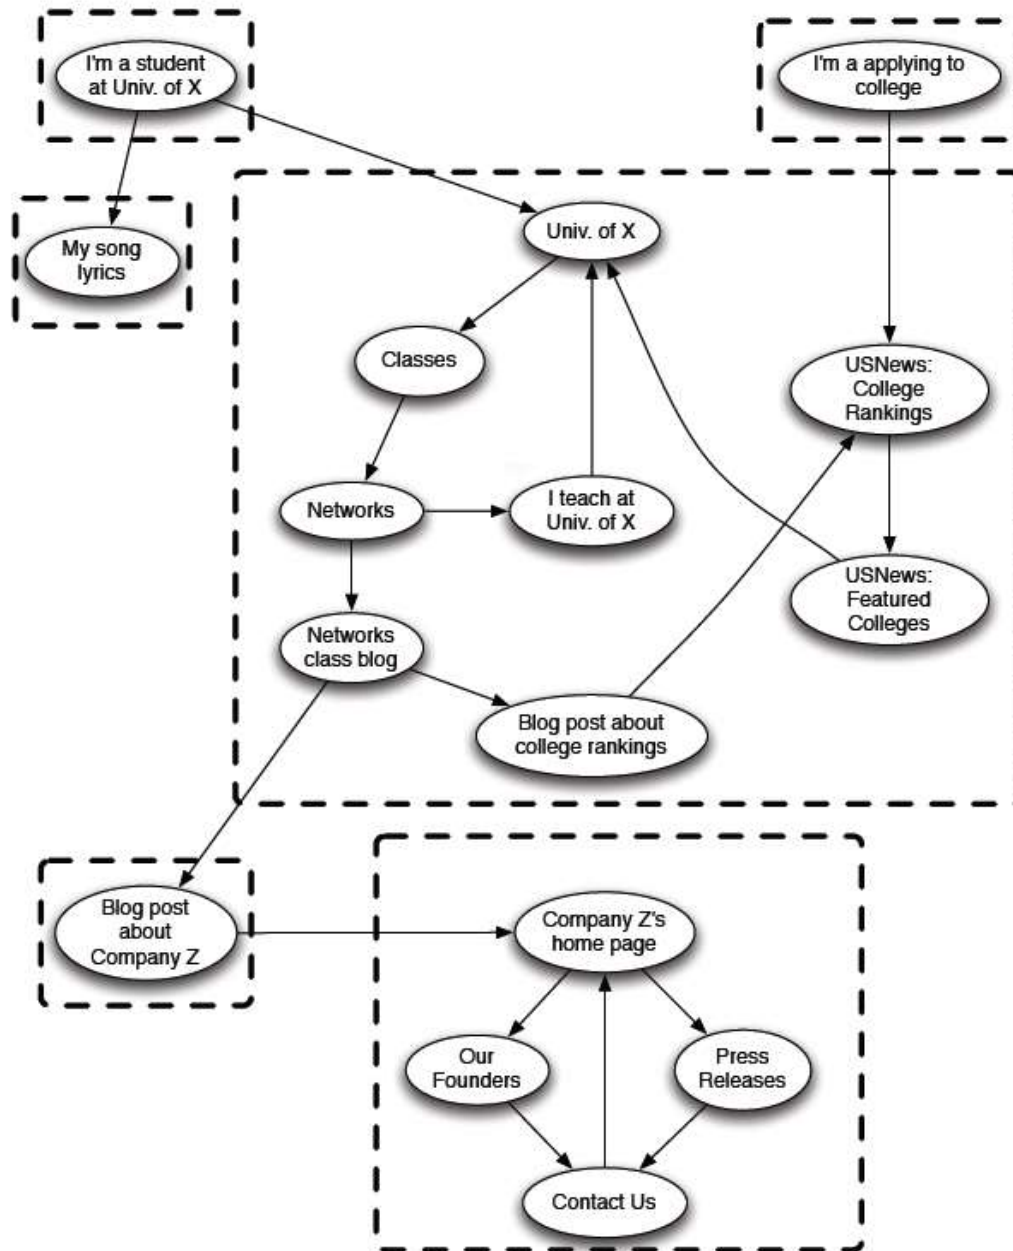 I'm a student
at Univ. of X
I'm a applying to
college
My song
lyrics
Univ. of X
Classes
USNews:
College
Rankings
Networks
I teach at
Univ. of X
USNews:
Featured
Colleges
Networks
class blog
Blog post about
college rankings
Blog post
about
Company Z
Company Z's
home page
Our
Founders
Press
Releases
Contact Us